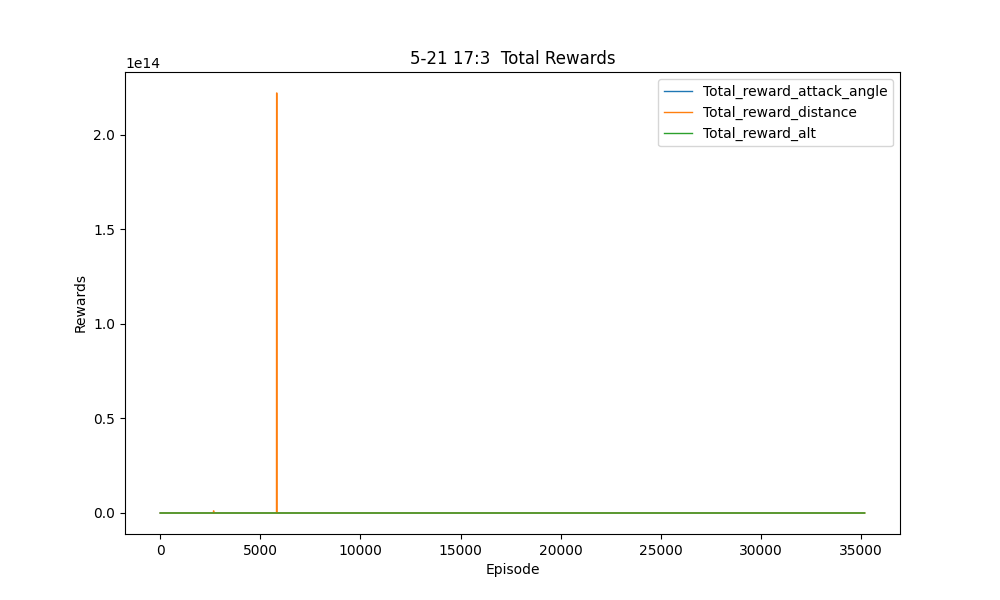 5-21 17:3  Total Rewards
1e14
Total_reward_attack_angle
Total_reward_distance
Total_reward_alt
2.0
1.5
1.0
0.5
0.0
Rewards
0 5000 10000 15000 20000 25000 30000 35000
Episode